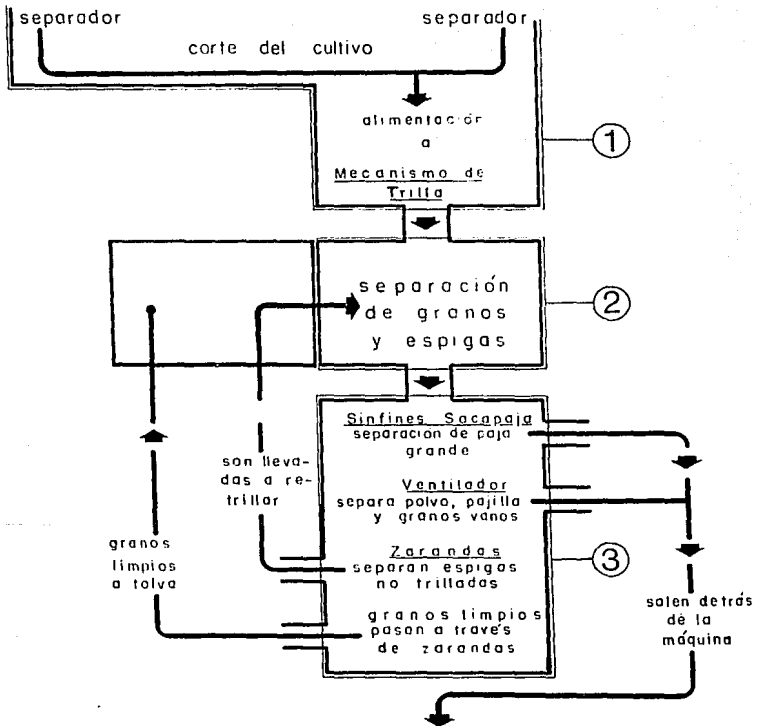 separador
separador
corte del cultivo
alimentación
a
Mecanismo de
Trilla
1
separación
de granos
y espigas
2
Sinfines Sacapaja
separación de paja
grande
Ventilador
separa polvo, pajilla
y granos vanos
Zarandas
separan espigas
no trilladas
granos limpios
pasan a través
de zarandas
3
son lleva-
das a re-
trillar
granos
limpios
a tolva
salen detrás
de la
máquina